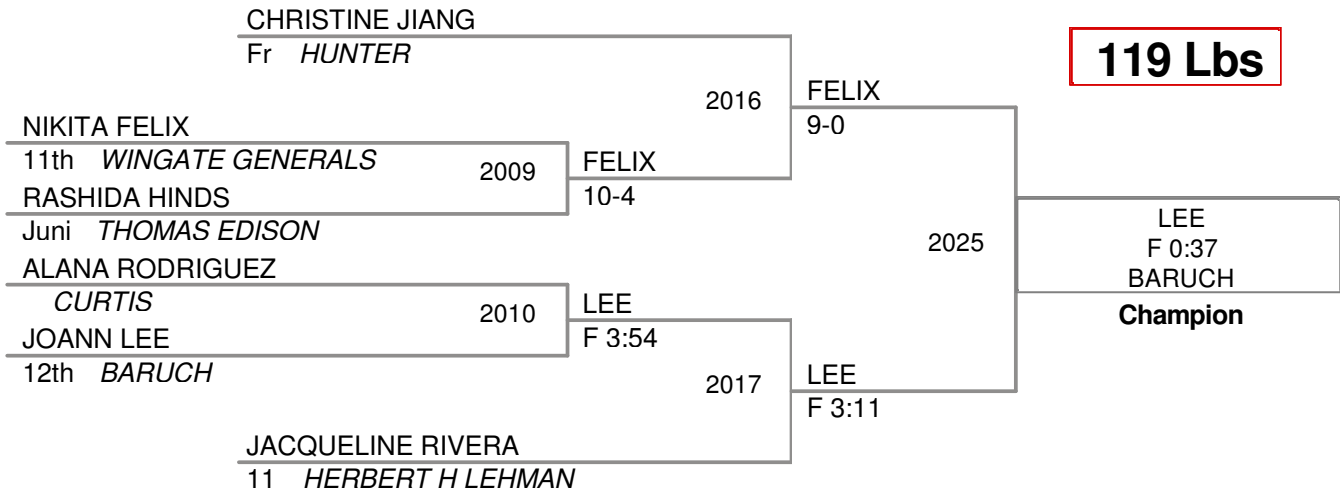 CHRISTINE JIANG
Fr HUNTER
119 Lbs
2016
FELIX
9-0
NIKITA FELIX
11th WINGATE GENERALS
2009
FELIX
10-4
RASHIDA HINDS
Juni THOMAS EDISON
2025
LEE
F 0:37
BARUCH
Champion
ALANA RODRIGUEZ
CURTIS
2010
LEE
F 3:54
JOANN LEE
12th BARUCH
2017
LEE
F 3:11
JACQUELINE RIVERA
11 HERBERT H LEHMAN